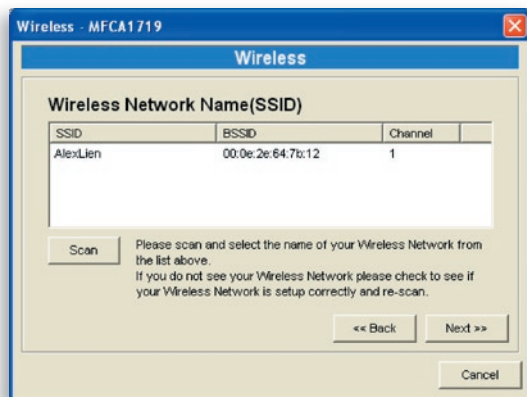 Wireless - MFCA1719
Wireless
Wireless Network Name(SSID)
SSID BSSID Channel
AlexLien 00:0e:2e:64:7b:12 1
Scan
Please scan and select the name of your Wireless Network from
the list above.
If you do not see your Wireless Network please check to see if
your Wireless Network is setup correctly and re-scan.
<< Back Next >>
Cancel